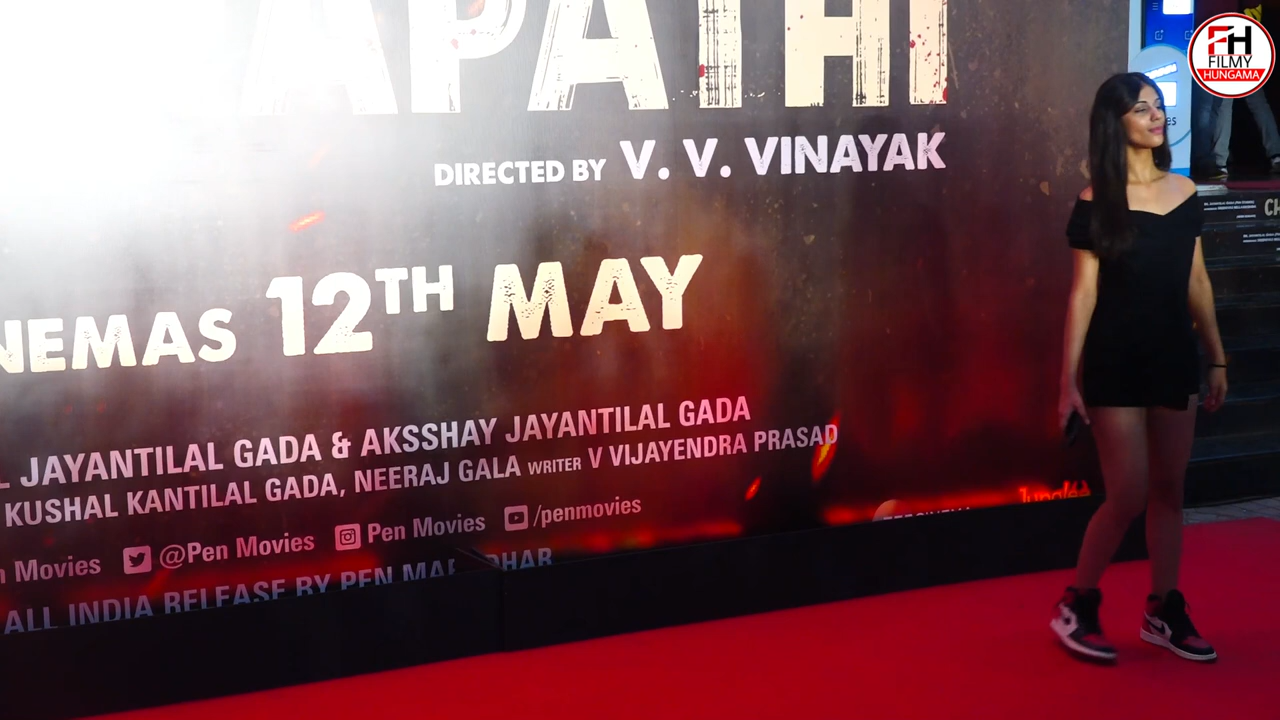 APATHI
DIRECTED BY V. V. VINAYAK
NEMAS 12TH MAY
JAYANTILAL GADA & AKSSHAY JAYANTILAL GADA
KUSHAL KANTILAL GADA, NEERAJ GALA WRITER V VIJAYENDRA PRASAD
Movies @Pen Movies Pen Movies /penmovies
ALL INDIA RELEASE BY PEN MARUDHAR
FH
FILMY
HUNGAMA